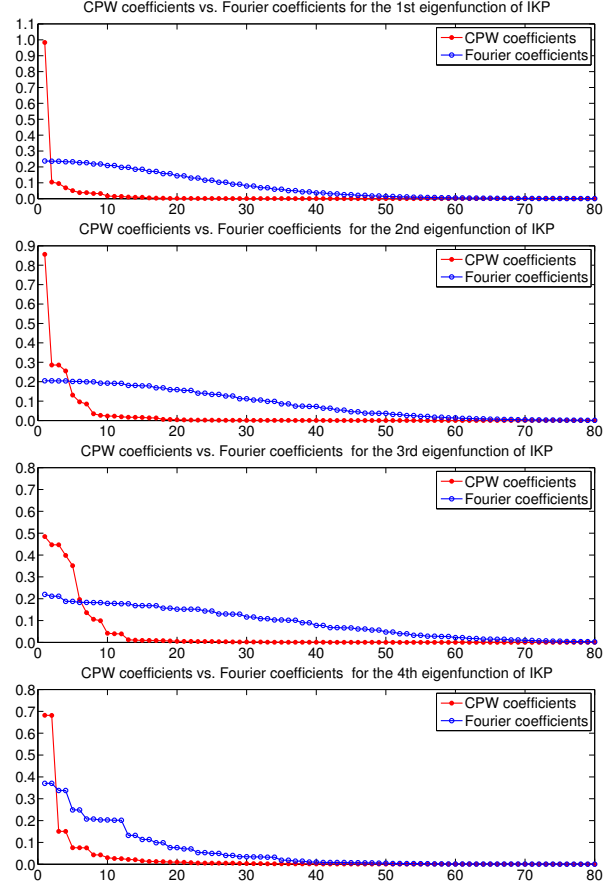 CPW coefficients vs. Fourier coefficients for the 1st eigenfunction of IKP
1.1
1.0
0.9
0.8
0.7
0.6
0.5
0.4
0.3
0.2
0.1
0.0
CPW coefficients
Fourier coefficients
0 10 20 30 40 50 60 70 80
CPW coefficients vs. Fourier coefficients for the 2nd eigenfunction of IKP
0.9
0.8
0.7
0.6
0.5
0.4
0.3
0.2
0.1
0.0
CPW coefficients
Fourier coefficients
0 10 20 30 40 50 60 70 80
CPW coefficients vs. Fourier coefficients for the 3rd eigenfunction of IKP
0.8
0.7
0.6
0.5
0.4
0.3
0.2
0.1
0.0
CPW coefficients
Fourier coefficients
0 10 20 30 40 50 60 70 80
CPW coefficients vs. Fourier coefficients for the 4th eigenfunction of IKP
0.8
0.7
0.6
0.5
0.4
0.3
0.2
0.1
0.0
CPW coefficients
Fourier coefficients
0 10 20 30 40 50 60 70 80